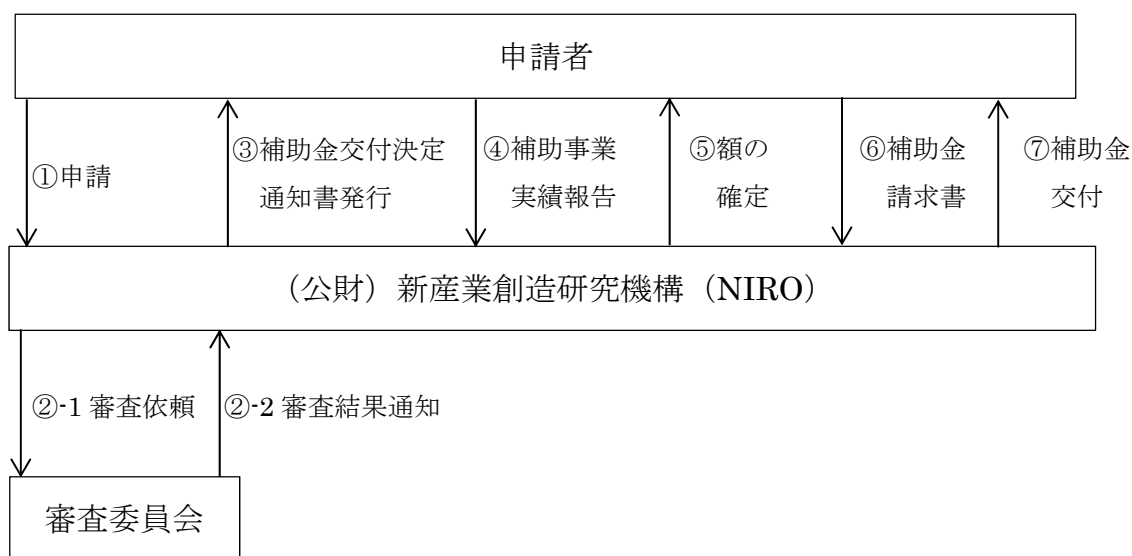 申請者
①申請
③補助金交付決定
通知書発行
④補助事業
実績報告
⑤額の
確定
⑥補助金
請求書
⑦補助金
交付
（公財）新産業創造研究機構（NIRO）
②-1 審査依頼
②-2 審査結果通知
審査委員会